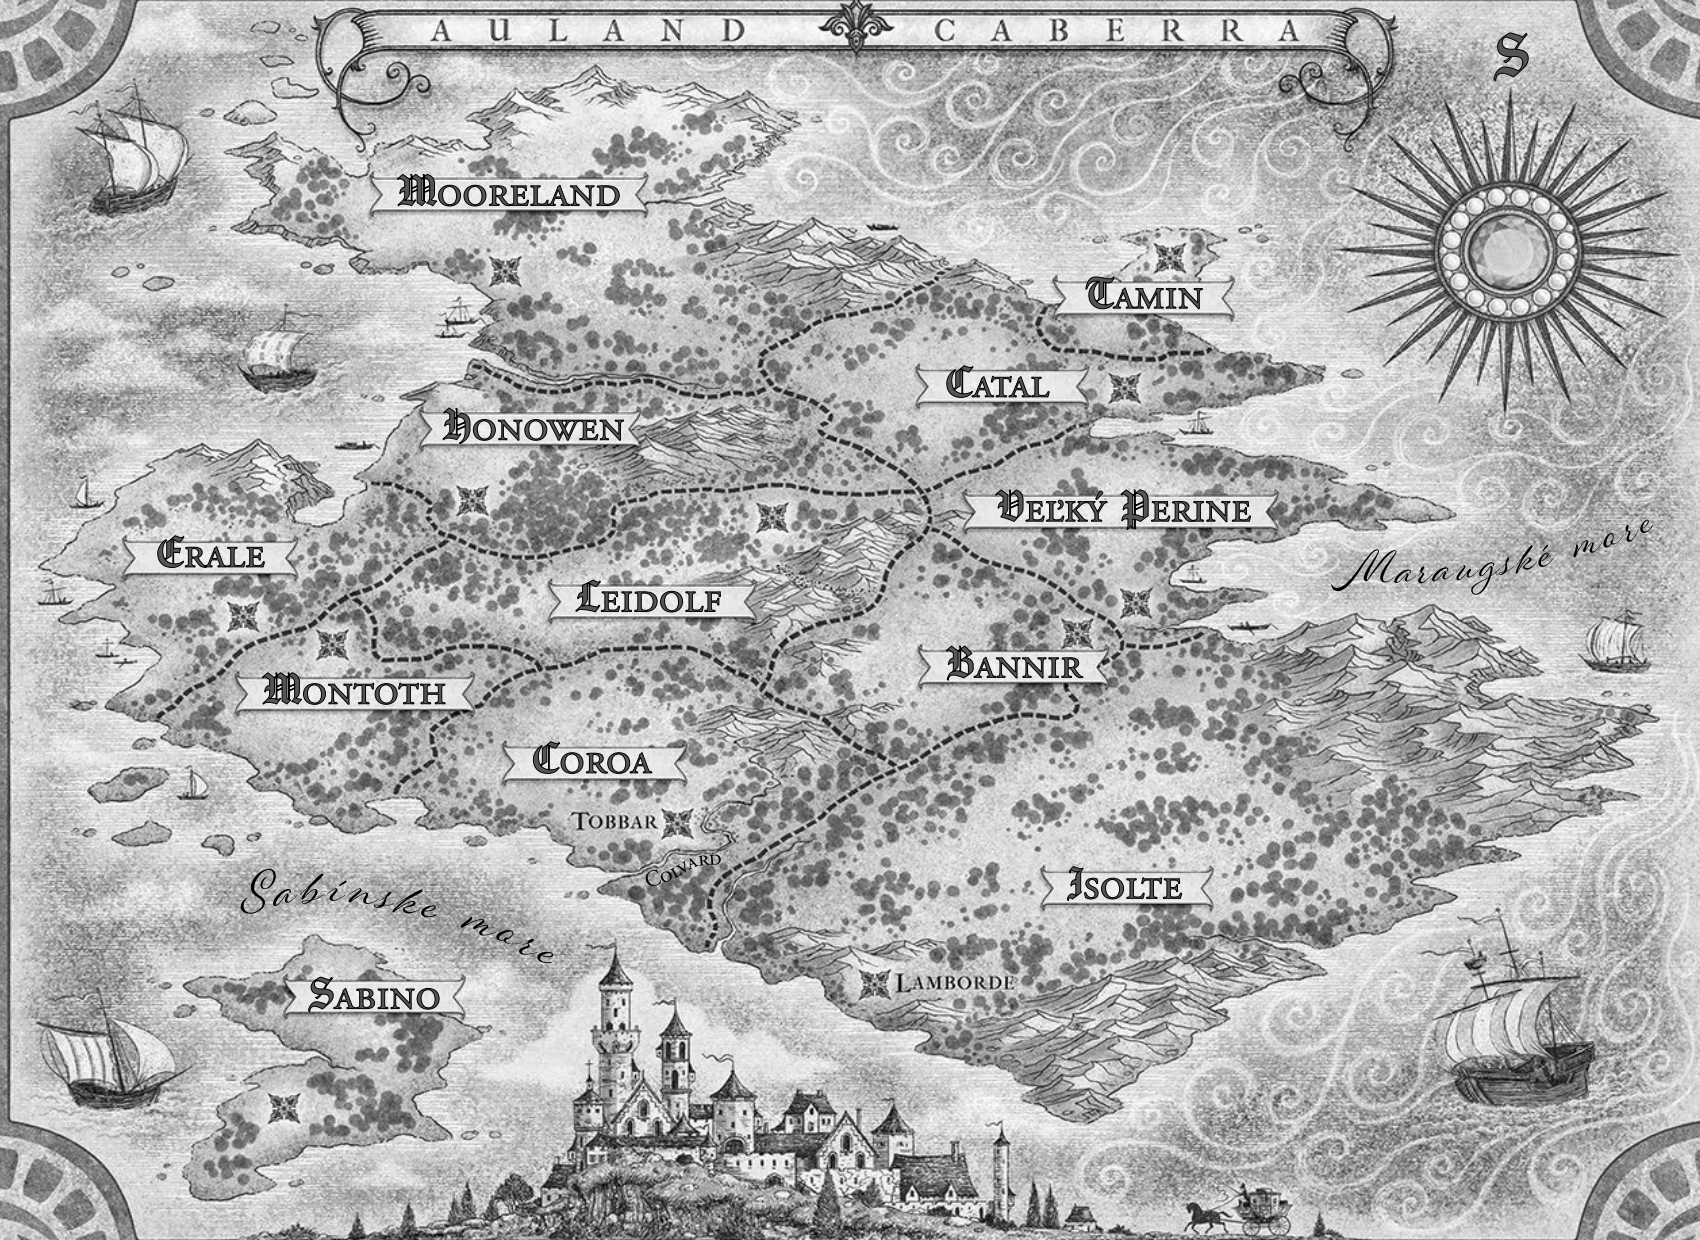 AULAND CABERRA
S
Mooreland
Tamin
Catal
Honowen
Veľký Perine
Maraugské more
Erale
Leidolf
Bannir
Montoth
Coroa
Tobbar
Colvard
Isolte
Sabínske more
Lamborde
Sabino